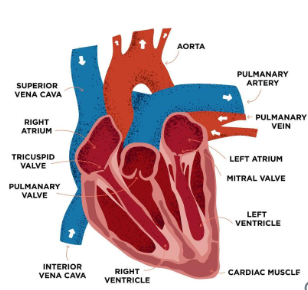 AORTA
PULMONARY
ARTERY
SUPERIOR
VENA CAVA
PULMONARY
VEIN
RIGHT
ATRIUM
TRICUSPID
VALVE
LEFT ATRIUM
MITRAL VALVE
PULMONARY
VALVE
LEFT
VENTRICLE
INTERIOR
VENA CAVA
RIGHT
VENTRICLE
CARDIAC MUSCLE